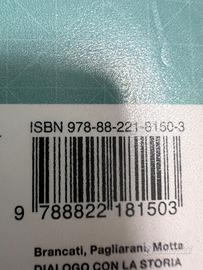 ISBN 978-88-221-8150-3
9 788822 181503
Brancati, Pagliarani, Motta
DIALOGO CON LA STORIA